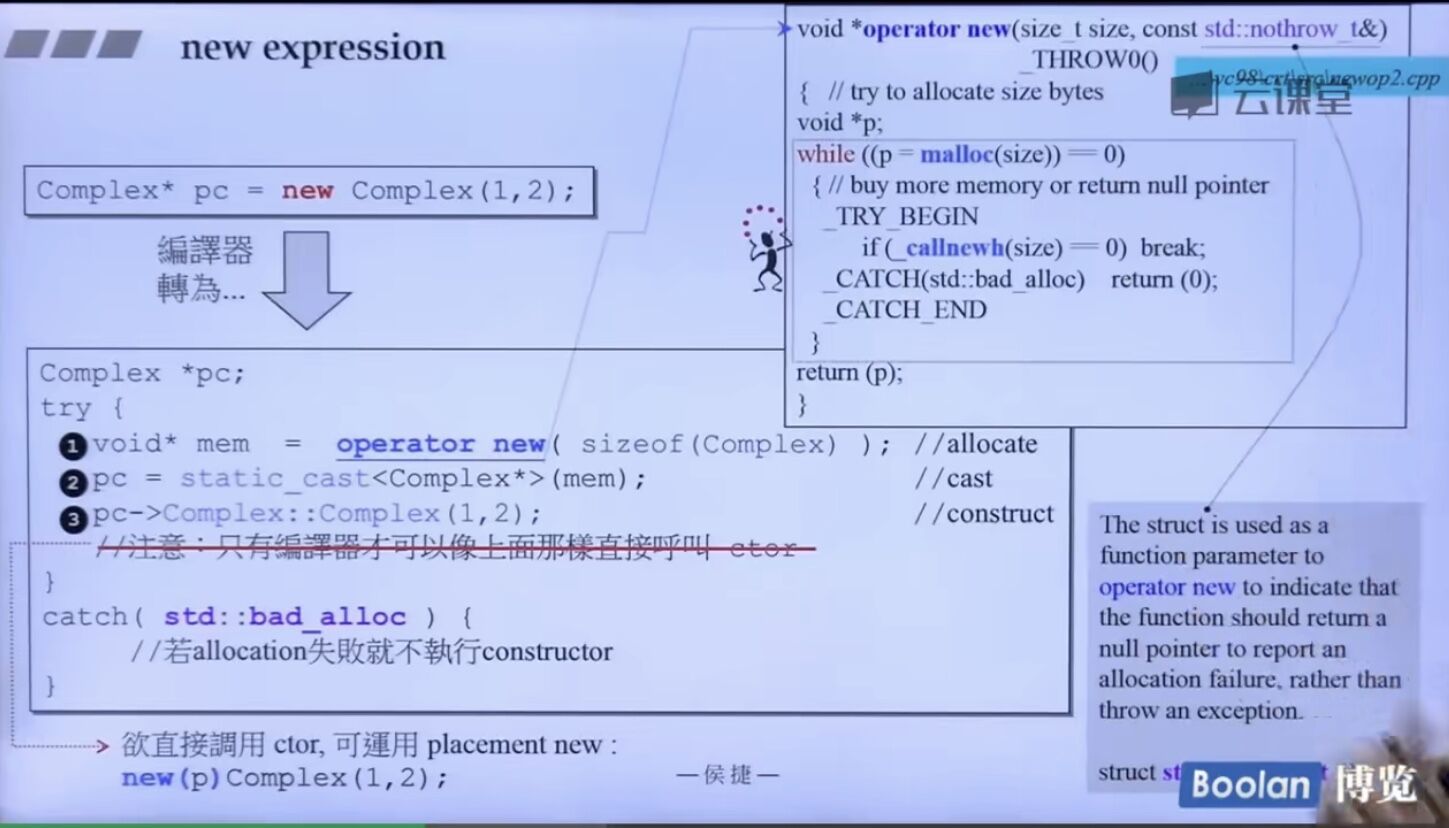 new expression
Complex* pc = new Complex(1,2);
編譯器
轉為...
Complex *pc;
try {
❶ void* mem = operator new( sizeof(Complex) ); //allocate
❷ pc = static_cast<Complex*>(mem); //cast
❸ pc->Complex::Complex(1,2); //construct
//注意：只有編譯器才可以像上面那樣直接呼叫 ctor
}
catch( std::bad_alloc ) {
//若allocation失敗就不執行constructor
}
欲直接調用 ctor, 可運用 placement new :
new(p)Complex(1,2);
—侯捷—
void *operator new(size_t size, const std::nothrow_t&)
_THROW0()
...\vc98\crt\src\newop2.cpp
云课堂
{ // try to allocate size bytes
void *p;
while ((p = malloc(size)) == 0)
{ // buy more memory or return null pointer
_TRY_BEGIN
if (_callnewh(size) == 0) break;
_CATCH(std::bad_alloc) return (0);
_CATCH_END
}
return (p);
}
The struct is used as a
function parameter to
operator new to indicate that
the function should return a
null pointer to report an
allocation failure, rather than
throw an exception.
struct
Boolan 博览